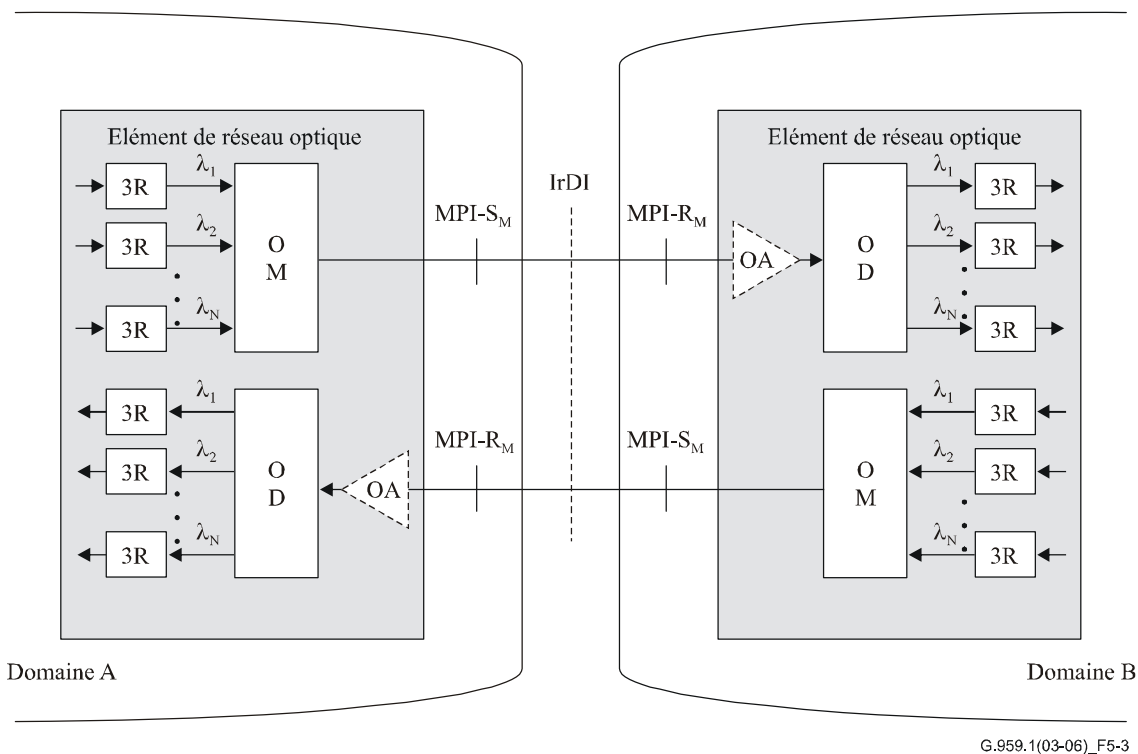 Elément de réseau optique
Elément de réseau optique
IrDI
3R λ1
3R λ2
3R λN
O
M
MPI-SM
MPI-RM
OA
O
D
λ1 3R
λ2 3R
λN 3R
3R λ1
3R λ2
3R λN
O
D
OA
MPI-RM
MPI-SM
O
M
λ1 3R
λ2 3R
λN 3R
Domaine A
Domaine B
G.959.1(03-06)_F5-3